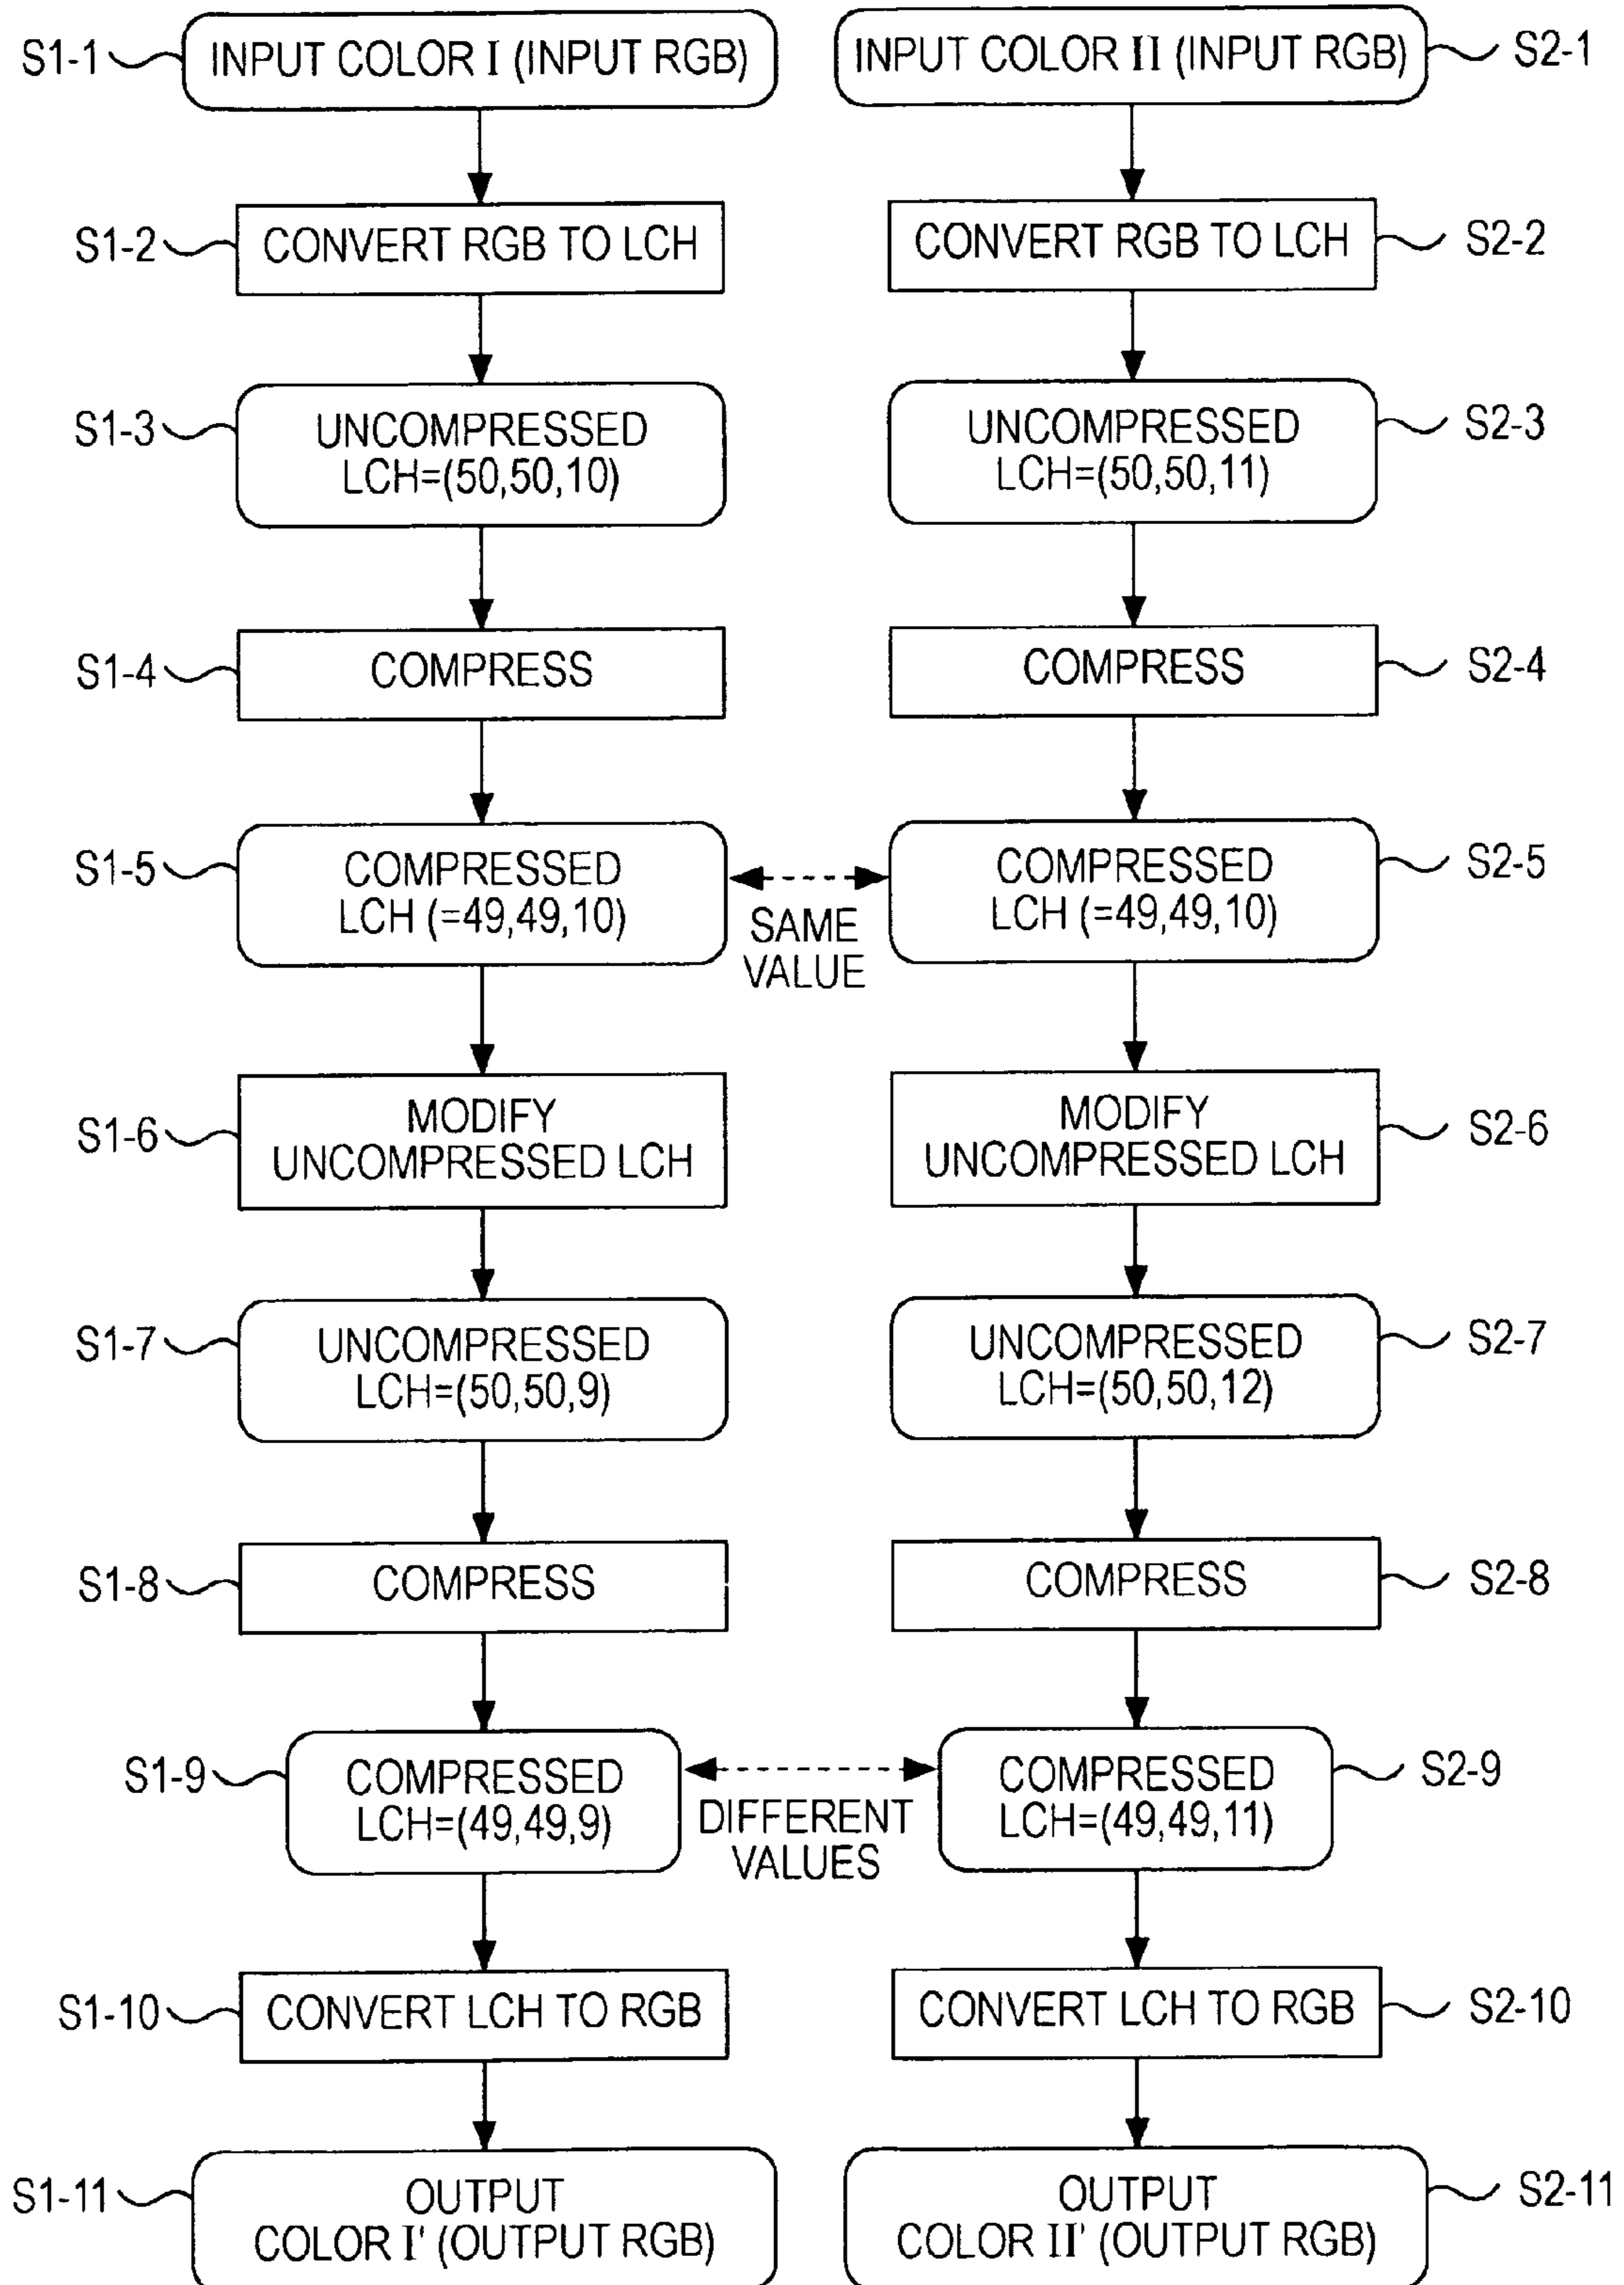 S1-1
INPUT COLOR I (INPUT RGB)
INPUT COLOR II (INPUT RGB)
S2-1
S1-2
CONVERT RGB TO LCH
CONVERT RGB TO LCH
S2-2
S1-3
UNCOMPRESSED
LCH=(50,50,10)
UNCOMPRESSED
LCH=(50,50,11)
S2-3
S1-4
COMPRESS
COMPRESS
S2-4
S1-5
COMPRESSED
LCH (=49,49,10)
SAME
VALUE
COMPRESSED
LCH (=49,49,10)
S2-5
S1-6
MODIFY
UNCOMPRESSED LCH
MODIFY
UNCOMPRESSED LCH
S2-6
S1-7
UNCOMPRESSED
LCH=(50,50,9)
UNCOMPRESSED
LCH=(50,50,12)
S2-7
S1-8
COMPRESS
COMPRESS
S2-8
S1-9
COMPRESSED
LCH=(49,49,9)
DIFFERENT
VALUES
COMPRESSED
LCH=(49,49,11)
S2-9
S1-10
CONVERT LCH TO RGB
CONVERT LCH TO RGB
S2-10
S1-11
OUTPUT
COLOR I' (OUTPUT RGB)
OUTPUT
COLOR II' (OUTPUT RGB)
S2-11